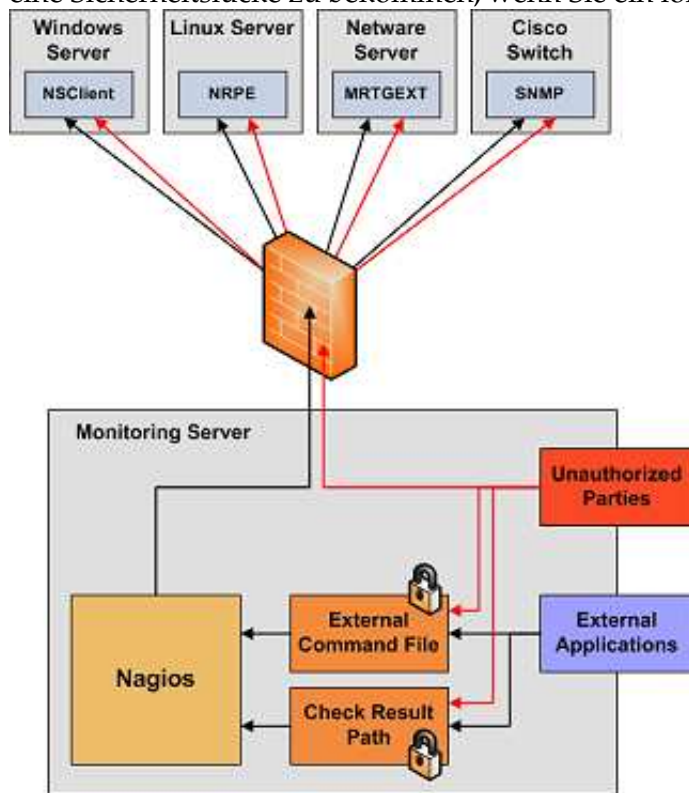 Windows Server
Linux Server
Netware Server
Cisco Switch
NSClient
NRPE
MRTGEXT
SNMP
Monitoring Server
Unauthorized Parties
External Command File
External Applications
Nagios
Check Result Path